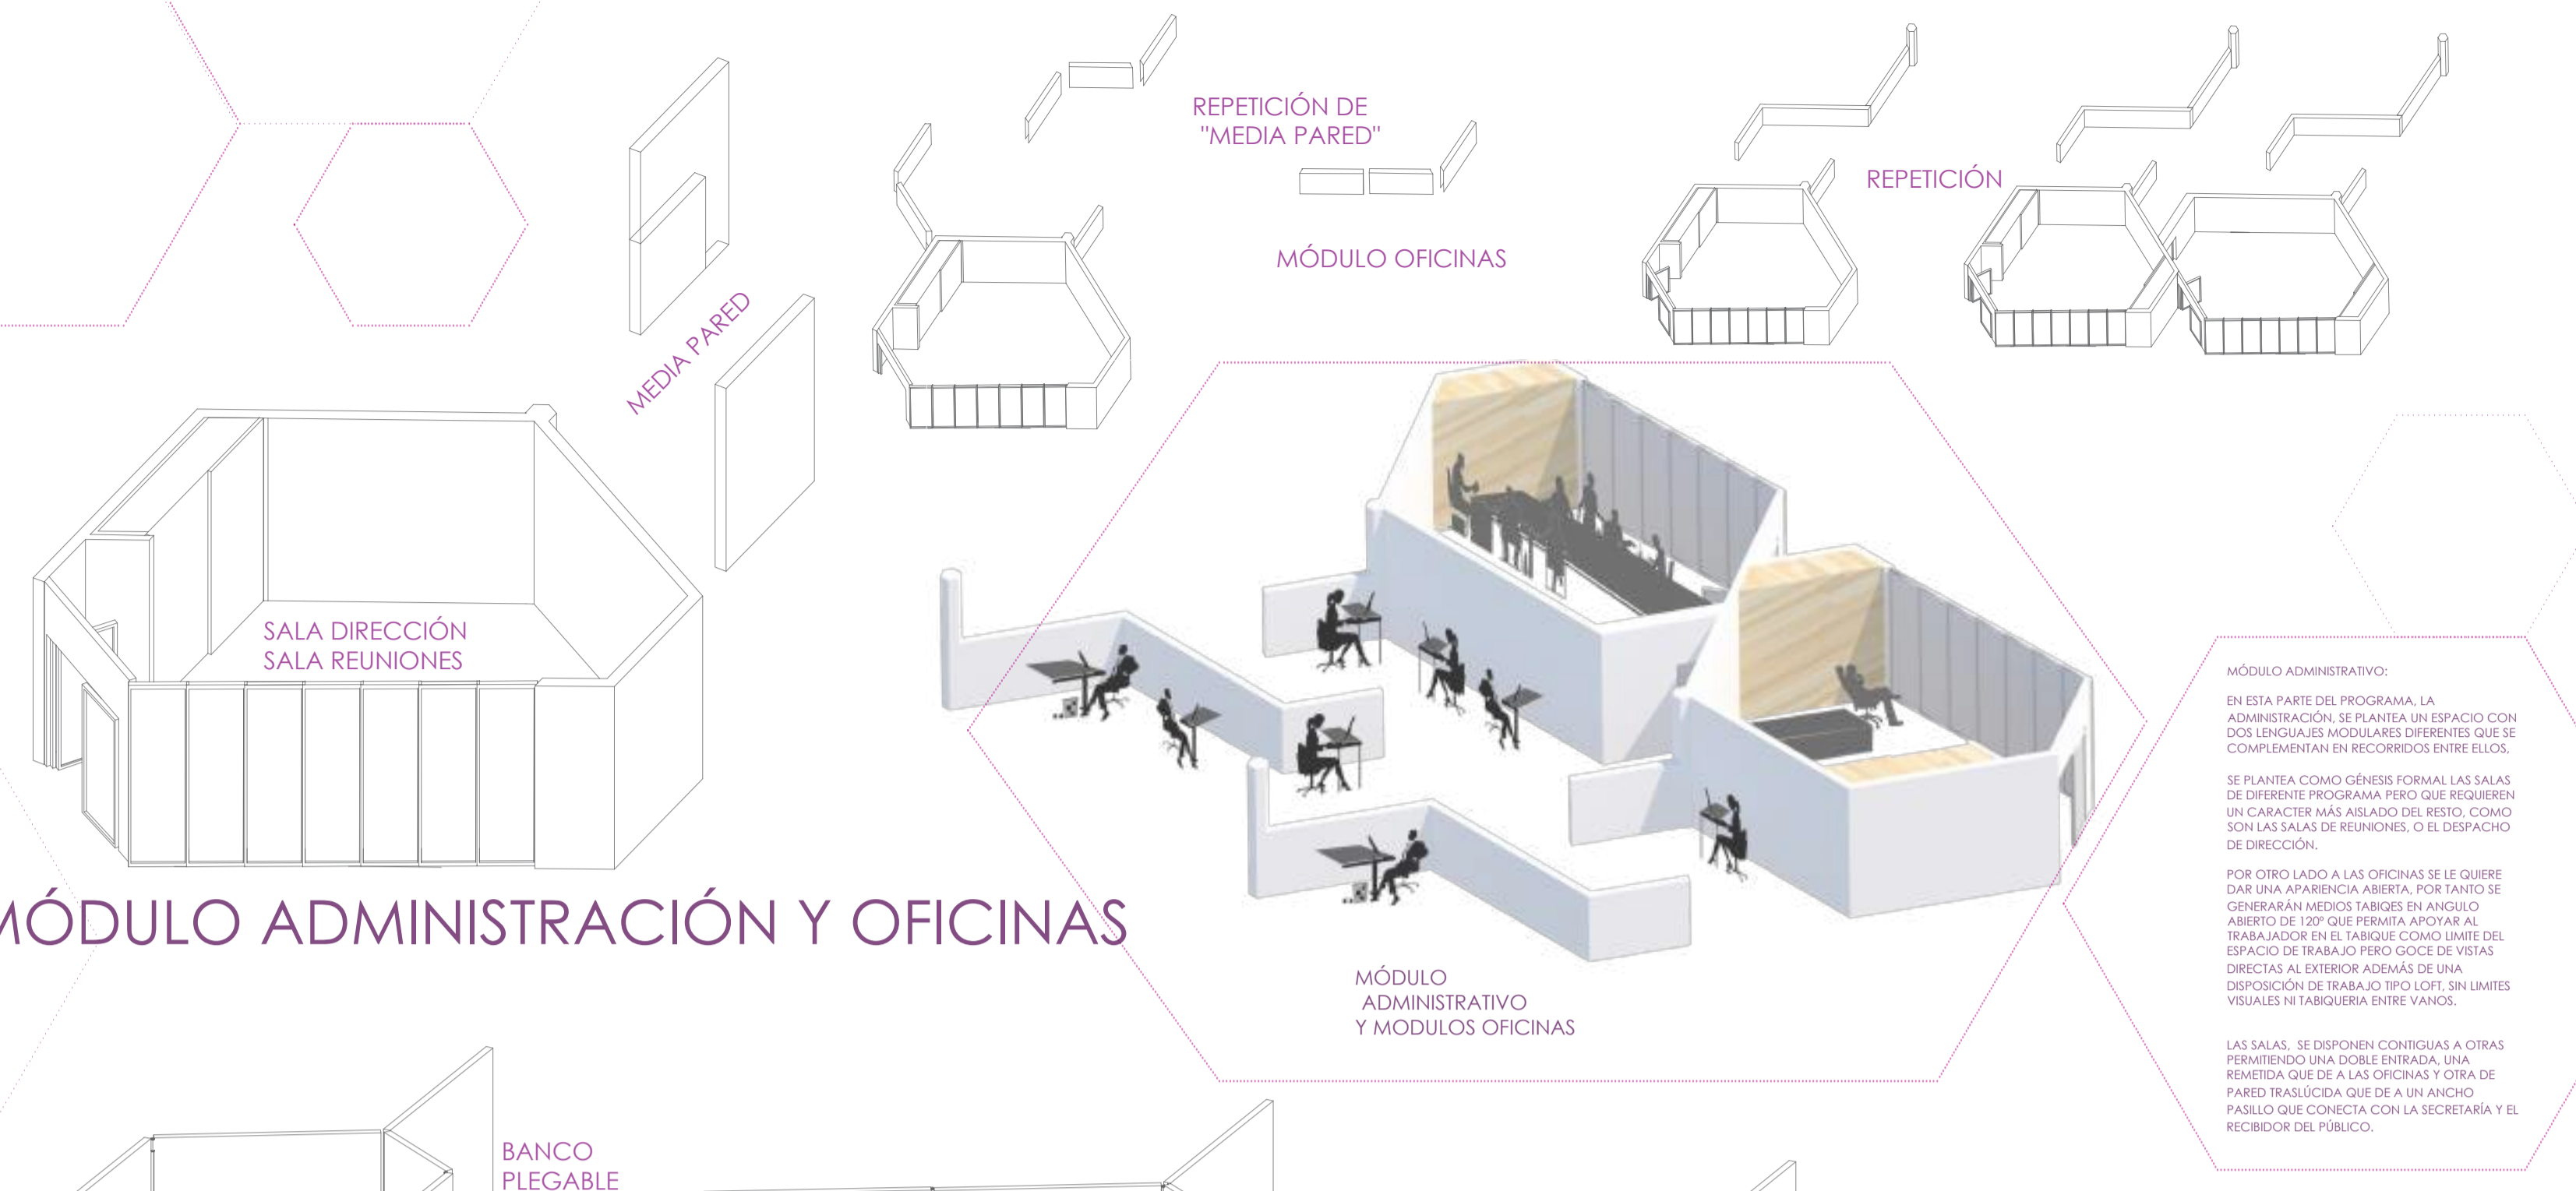 REPETICIÓN DE
"MEDIA PARED"
MÓDULO OFICINAS
REPETICIÓN
MEDIA PARED
SALA DIRECCIÓN
SALA REUNIONES
MÓDULO ADMINISTRACIÓN Y OFICINAS
MÓDULO
ADMINISTRATIVO
Y MODULOS OFICINAS
MÓDULO ADMINISTRATIVO:
EN ESTA PARTE DEL PROGRAMA, LA
ADMINISTRACIÓN, SE PLANTEA UN ESPACIO CON
DOS LENGUAJES MODULARES DIFERENTES QUE SE
COMPLEMENTAN EN RECORRIDOS ENTRE ELLOS.
SE PLANTEA COMO GÉNESIS FORMAL LAS SALAS
DE DIFERENTE PROGRAMA PERO QUE REQUIEREN
UN CARACTER MÁS AISLADO DEL RESTO, COMO
SON LAS SALAS DE REUNIONES, O EL DESPACHO
DE DIRECCIÓN.
POR OTRO LADO A LAS OFICINAS SE LE QUIERE
DAR UNA APARIENCIA ABIERTA, POR TANTO SE
GENERARÁN MEDIOS TABIQES EN ANGULO
ABIERTO DE 120º QUE PERMITA APOYAR AL
TRABAJADOR EN EL TABIQUE COMO LIMITE DEL
ESPACIO DE TRABAJO PERO GOCE DE VISTAS
DIRECTAS AL EXTERIOR ADEMÁS DE UNA
DISPOSICIÓN DE TRABAJO TIPO LOFT, SIN LIMITES
VISUALES NI TABIQUERIA ENTRE VANOS.
LAS SALAS, SE DISPONEN CONTIGUAS A OTRAS
PERMITIENDO UNA DOBLE ENTRADA, UNA
REMETIDA QUE DE A LAS OFICINAS Y OTRA DE
PARED TRASLÚCIDA QUE DE A UN ANCHO
PASILLO QUE CONECTA CON LA SECRETARÍA Y EL
RECIBIDOR DEL PÚBLICO.
BANCO
PLEGABLE